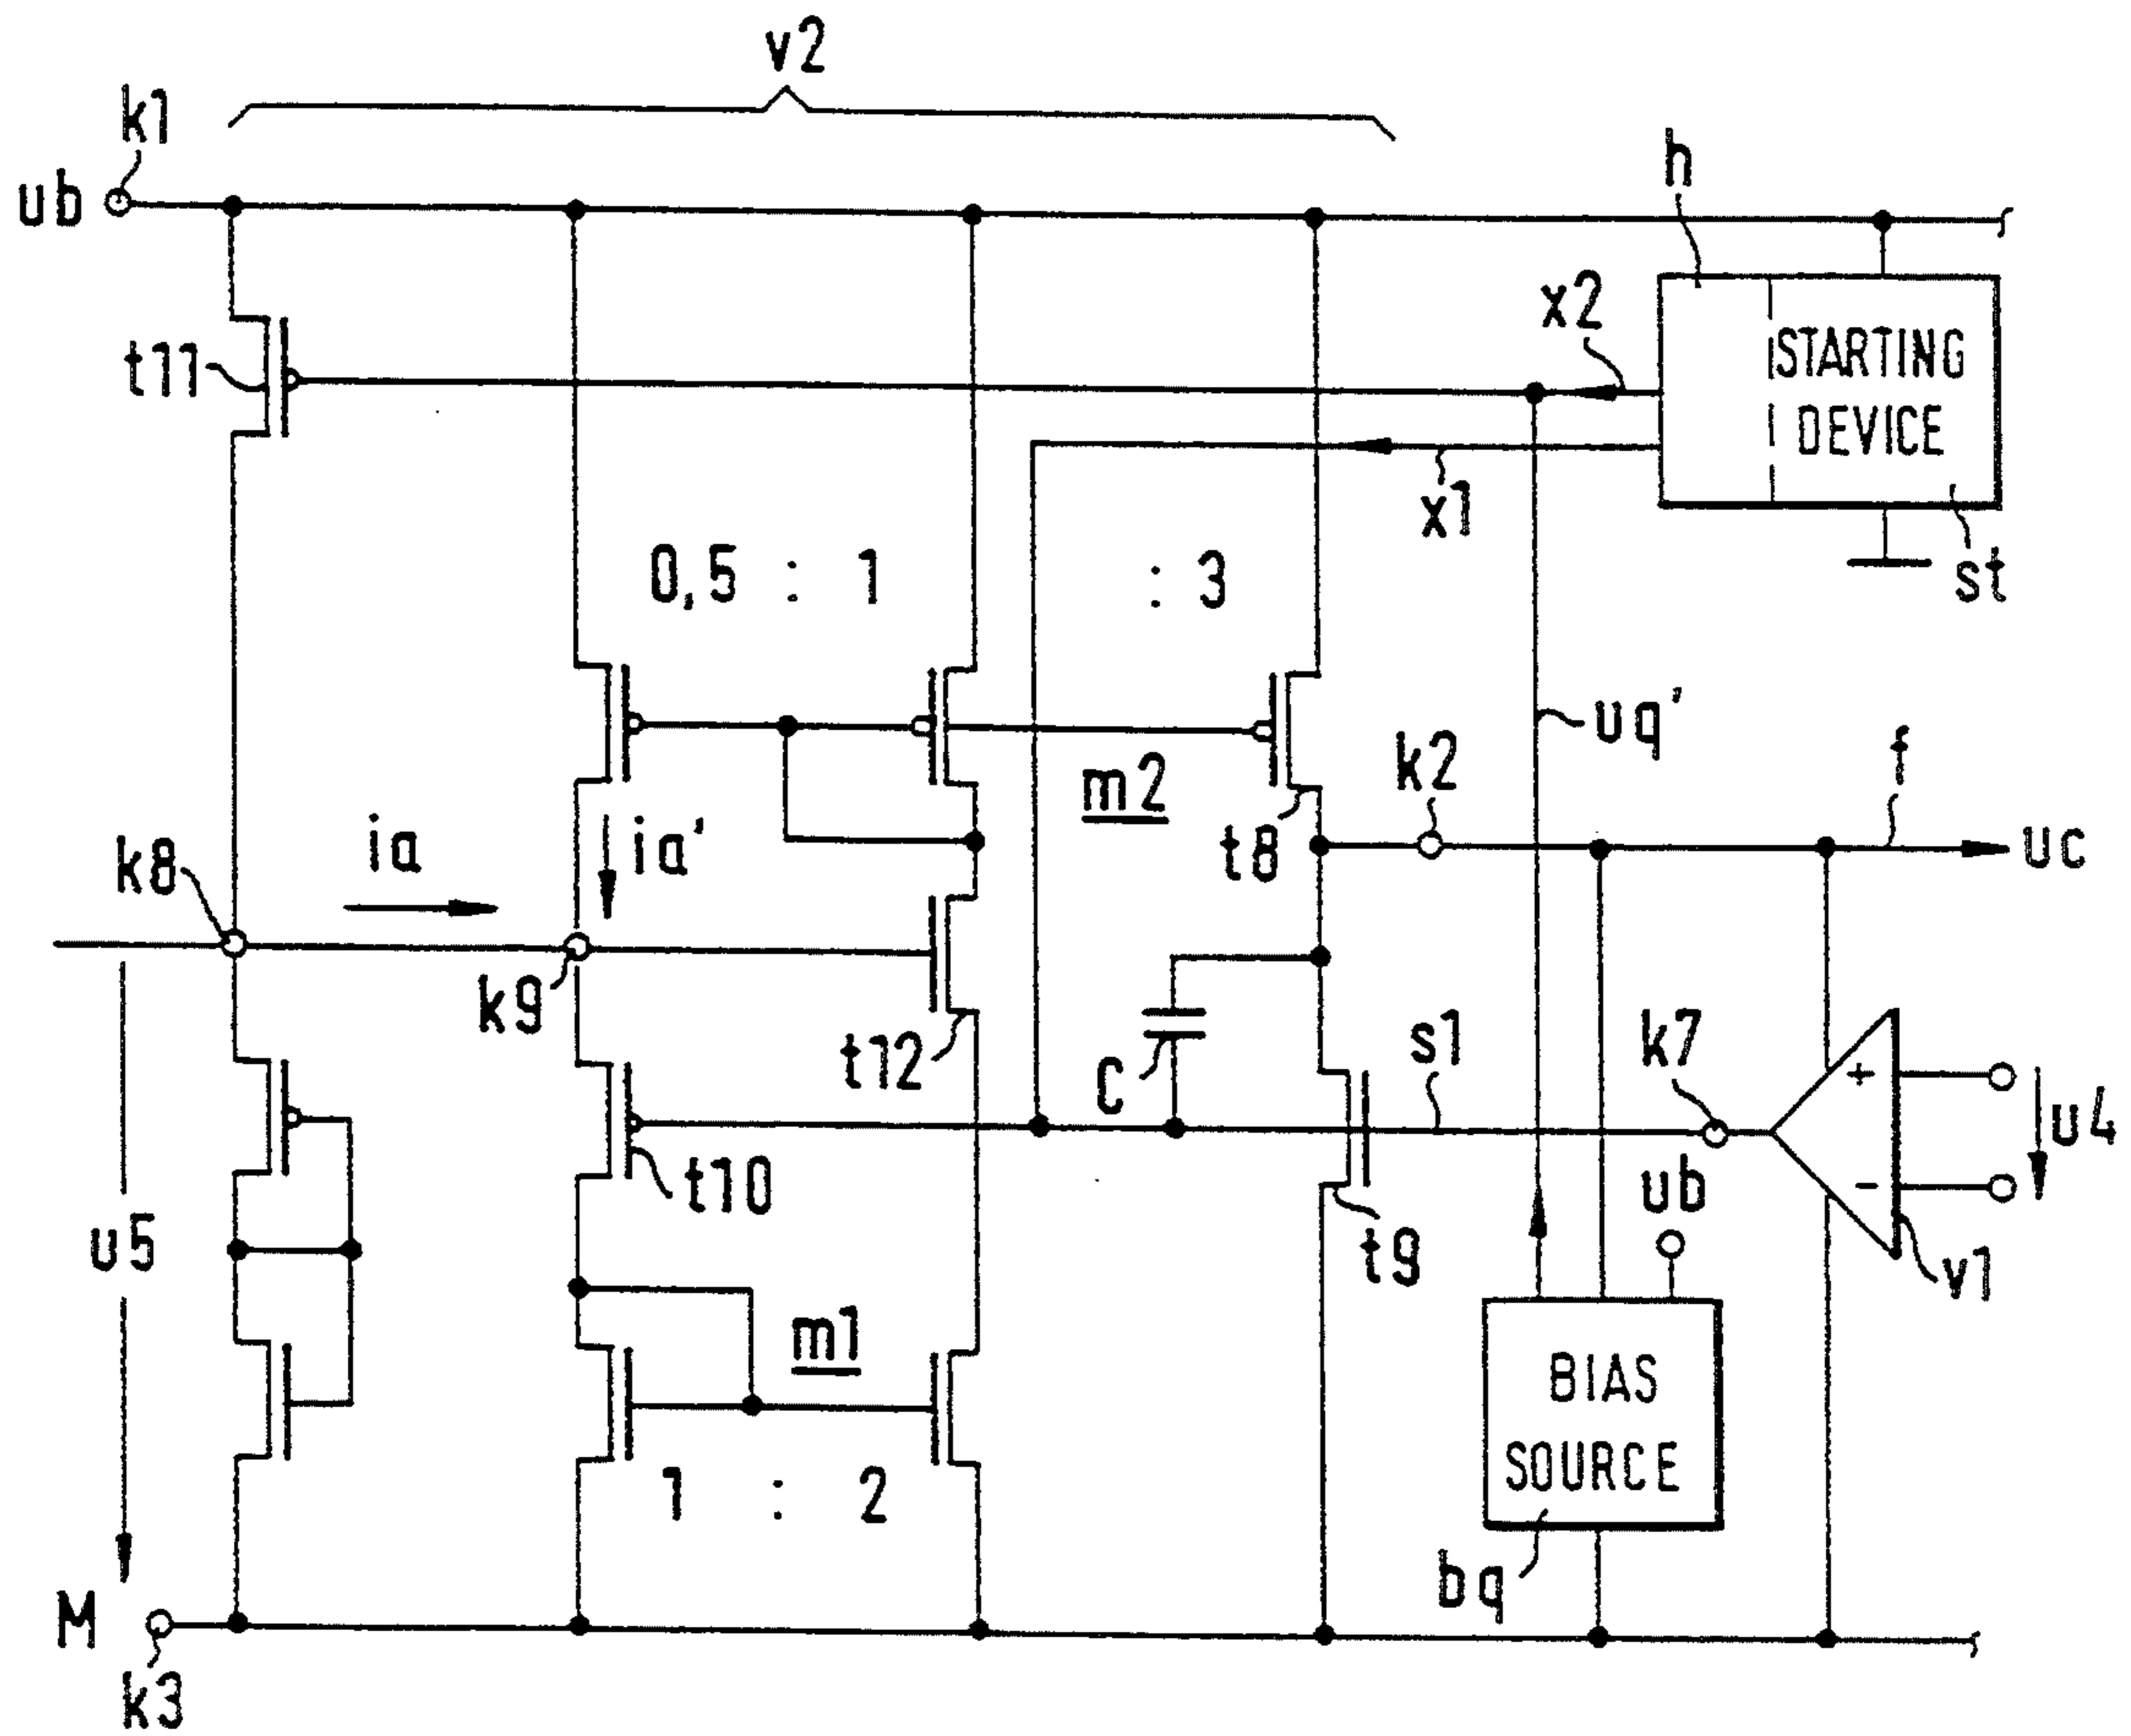 v2
k1
ub
h
x2
t11
STARTING
DEVICE
x1
0,5 : 1 : 3
st
uq'
k2
f
m2
ia
ia'
k8
t8
uc
k9
s1
k7
t12
C
+
u4
t10
ub
-
u5
t9
v1
m1
BIAS
SOURCE
1 : 2
bq
M
k3